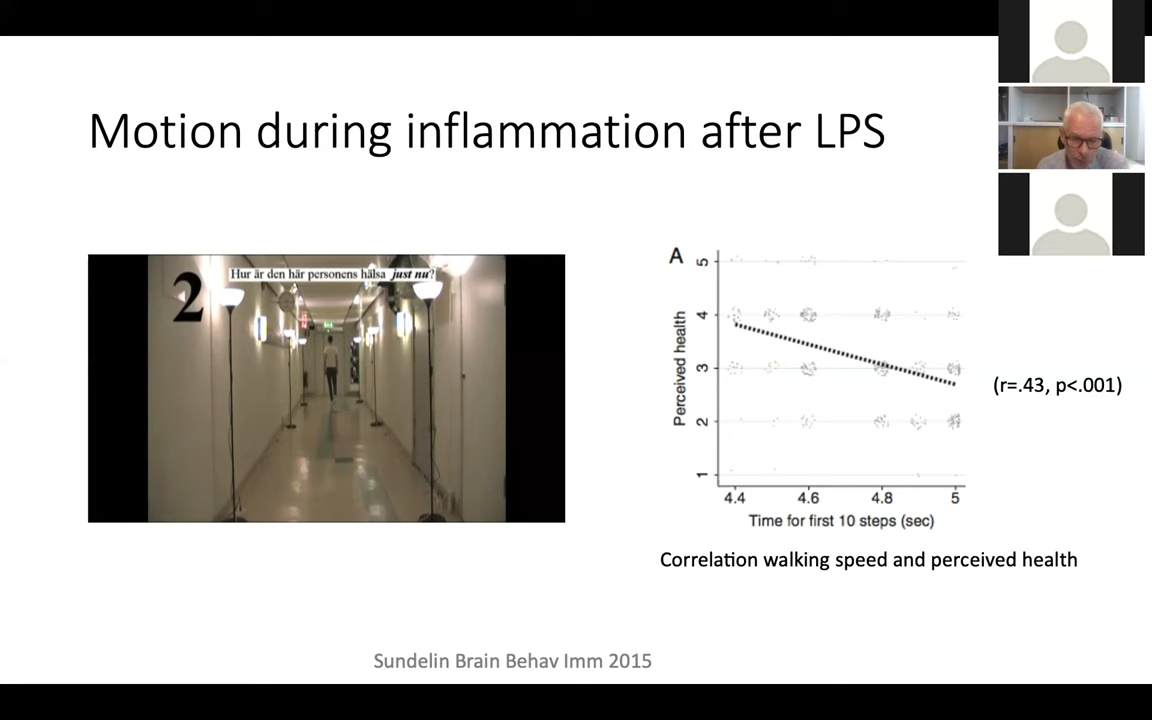 Motion during inflammation after LPS
2
Hur är den här personens hälsa just nu?
A
Perceived health
5
4
3
2
1
4.4 4.6 4.8 5
Time for first 10 steps (sec)
(r=.43, p<.001)
Correlation walking speed and perceived health
Sundelin Brain Behav Imm 2015